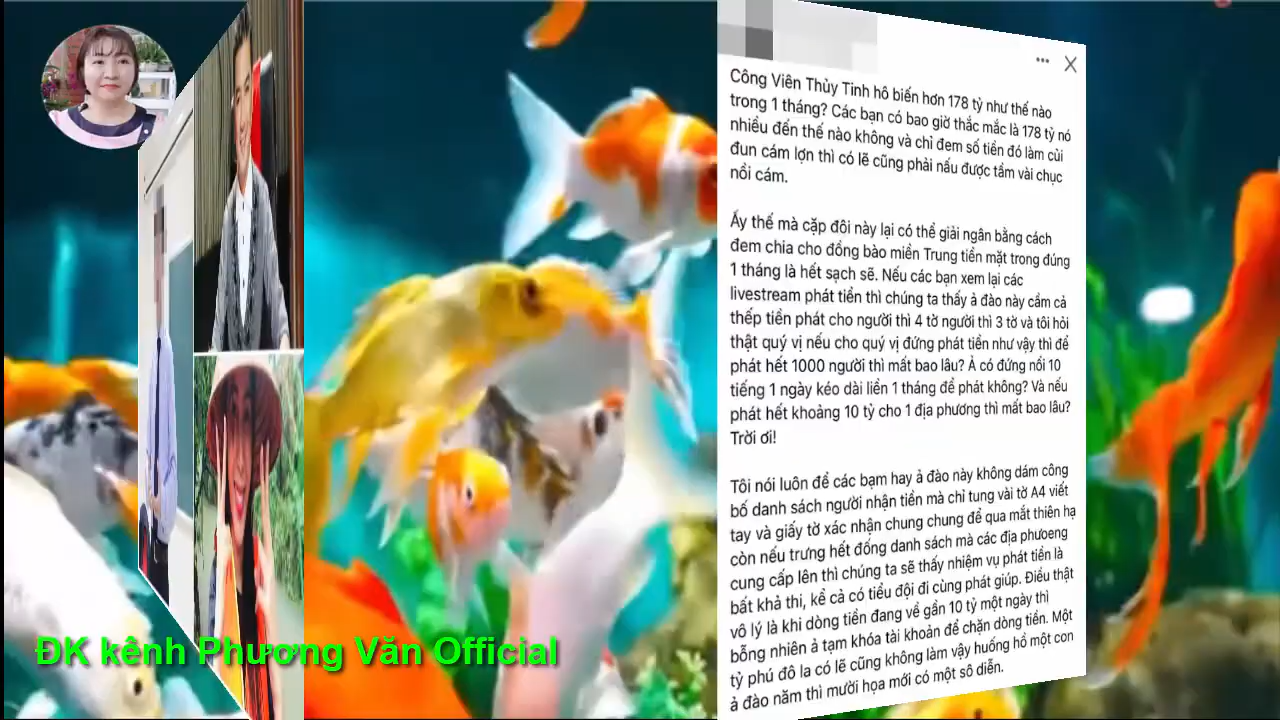 Công Viên Thủy Tinh hô biến hơn 178 tỷ như thế nào
trong 1 tháng? Các bạn có bao giờ thắc mắc là 178 tỷ nó
nhiều đến thế nào không và chỉ đem số tiền đó làm củi
đun cám lợn thì có lẽ cũng phải nấu được tầm vài chục
nồi cám.
Ấy thế mà cặp đôi này lại có thể giải ngân bằng cách
đem chia cho đồng bào miền Trung tiền mặt trong đúng
1 tháng là hết sạch sẽ. Nếu các bạn xem lại các
livestream phát tiền thì chúng ta thấy ả đào này cầm cả
thếp tiền phát cho người thì 4 tờ người thì 3 tờ và tôi hỏi
thật quý vị nếu cho quý vị đứng phát tiền như vậy thì để
phát hết 1000 người thì mất bao lâu? Ả có đứng nổi 10
tiếng 1 ngày kéo dài liền 1 tháng để phát không? Và nếu
phát hết khoảng 10 tỷ cho 1 địa phương thì mất bao lâu?
Trời ơi!
Tôi nói luôn để các bạm hay ả đào này không dám công
bố danh sách người nhận tiền mà chỉ tung vài tờ A4 viết
tay và giấy tờ xác nhận chung chung để qua mắt thiên hạ
còn nếu trưng hết đống danh sách mà các địa phưoeng
cung cấp lên thì chúng ta sẽ thấy nhiệm vụ phát tiền là
bất khả thi, kể cả có tiểu đội đi cùng phát giúp. Điều thật
vô lý là khi dòng tiền đang về gần 10 tỷ một ngày thì
bỗng nhiên ả tạm khóa tài khoản để chặn dòng tiền. Một
tỷ phú đô la có lẽ cũng không làm vậy huống hồ một con
ả đào năm thì mười họa mới có một sô diễn.
ĐK kênh Phương Văn Official